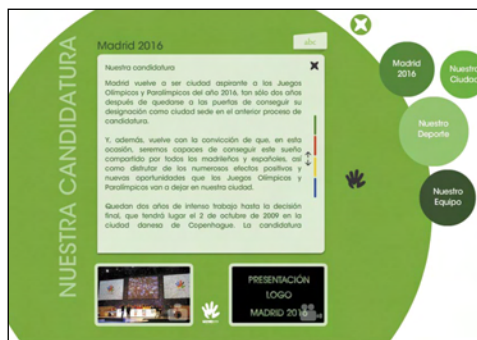 NUESTRA CANDIDATURA
Madrid 2016
abc
Nuestra candidatura
Madrid vuelve a ser ciudad aspirante a los Juegos
Olímpicos y Paralímpicos del año 2016, tan sólo dos años
después de quedarse a las puertas de conseguir su
designación como ciudad sede en el anterior proceso de
candidatura.
Y, además, vuelve con la convicción de que, en esta
ocasión, seremos capaces de conseguir este sueño
compartido por todos los madrileños y españoles, así
como disfrutar de los numerosos efectos positivos y
nuevas oportunidades que los Juegos Olímpicos y
Paralímpicos van a dejar en nuestra ciudad.
Quedan dos años de intenso trabajo hasta la decisión
final, que tendrá lugar el 2 de octubre de 2009 en la
ciudad danesa de Copenhague. La candidatura
PRESENTACIÓN
LOGO
MADRID 2016
Madrid
2016
Nuestra
Ciudad
Nuestro
Deporte
Nuestro
Equipo